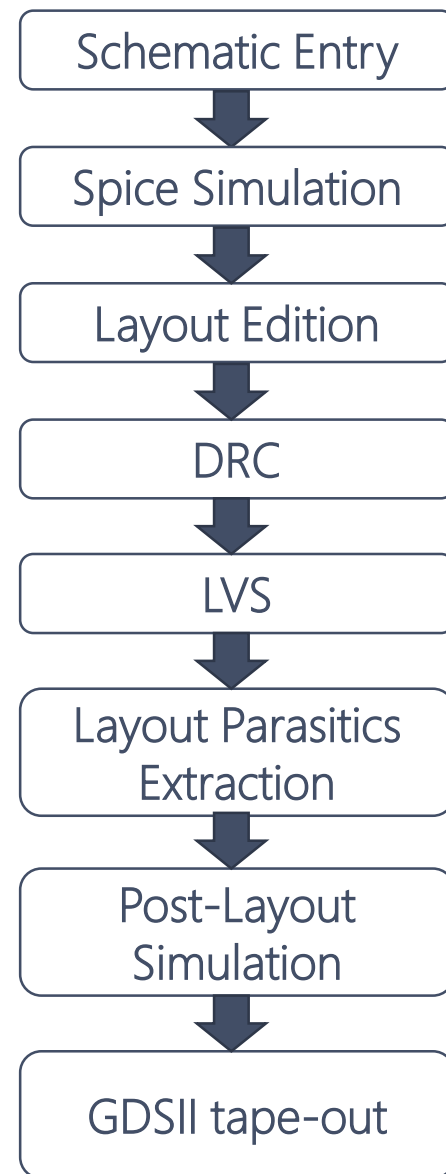 Schematic Entry
Spice Simulation
Layout Edition
DRC
LVS
Layout Parasitics
Extraction
Post-Layout
Simulation
GDSII tape-out